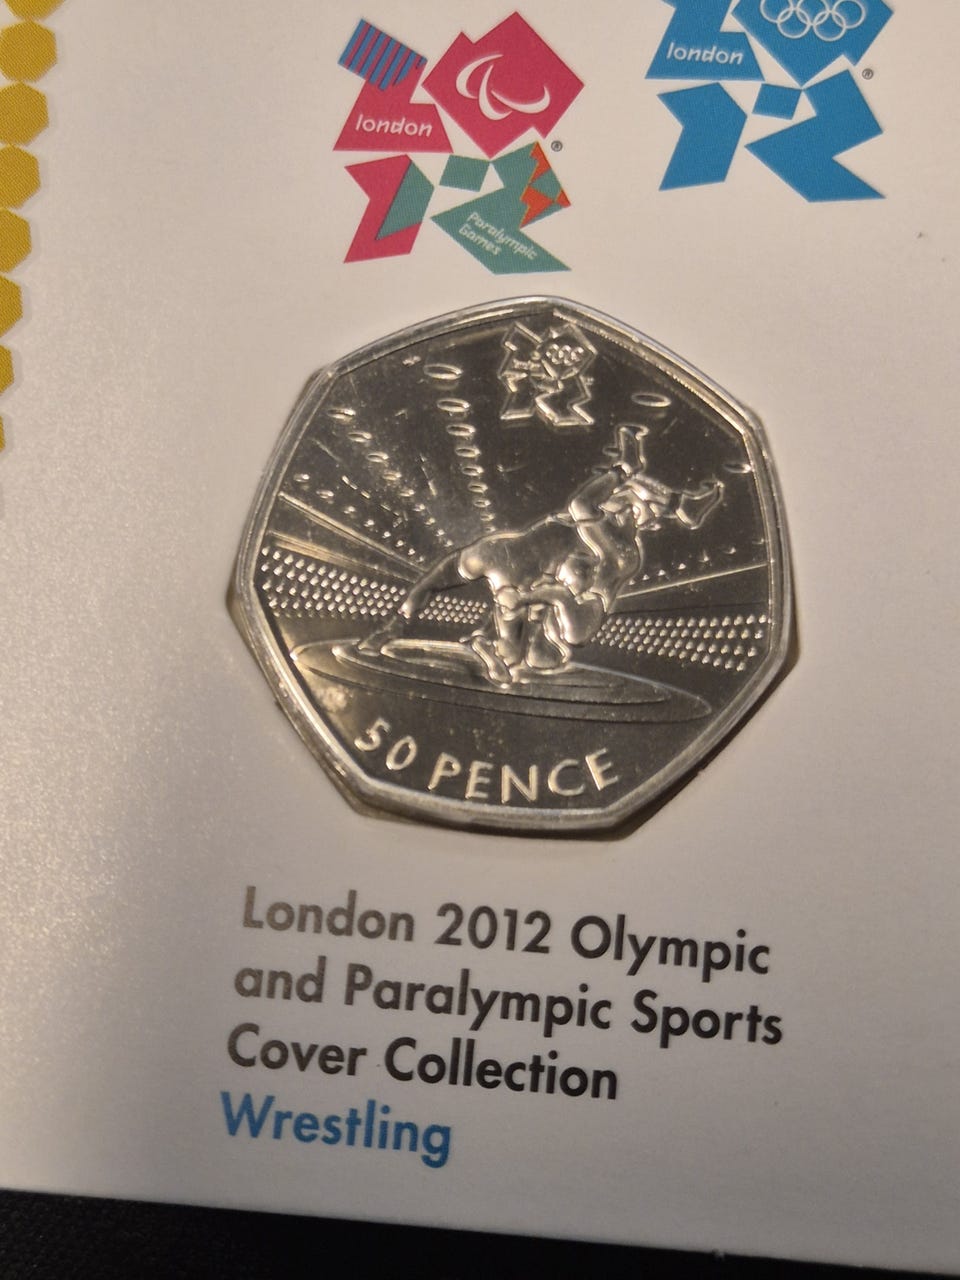 london
®
Paralympic
Games
london
®
50 PENCE
London 2012 Olympic
and Paralympic Sports
Cover Collection
Wrestling